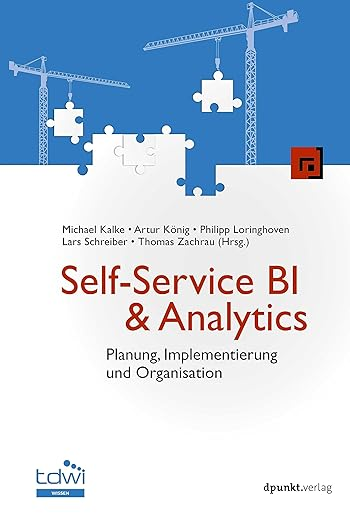 Michael Kalke • Artur König • Philipp Loringhoven
Lars Schreiber • Thomas Zachrau (Hrsg.)
Self-Service BI
& Analytics
Planung, Implementierung
und Organisation
tdwi
WISSEN
dpunkt.verlag